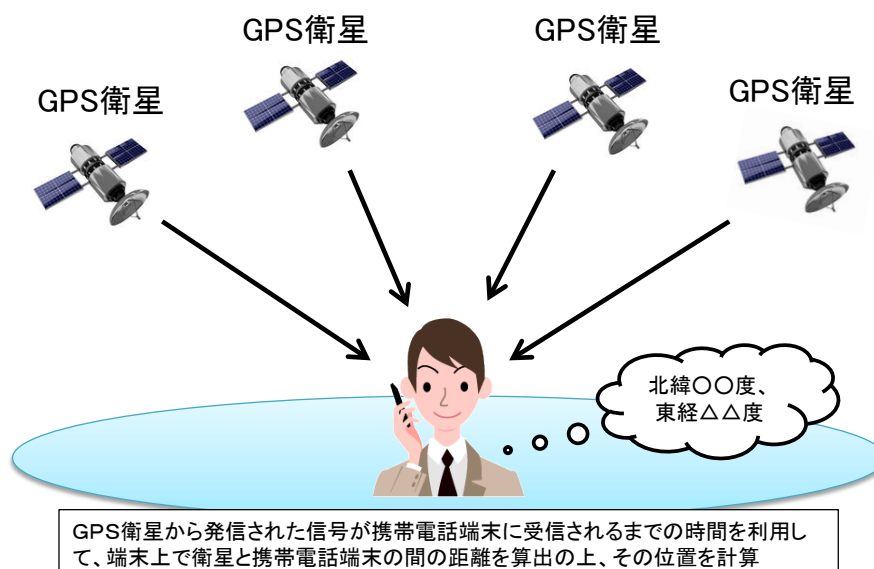 GPS衛星
GPS衛星
GPS衛星
GPS衛星
北緯〇〇度、
東経△△度
GPS衛星から発信された信号が携帯電話端末に受信されるまでの時間を利用し
て、端末上で衛星と携帯電話端末の間の距離を算出の上、その位置を計算